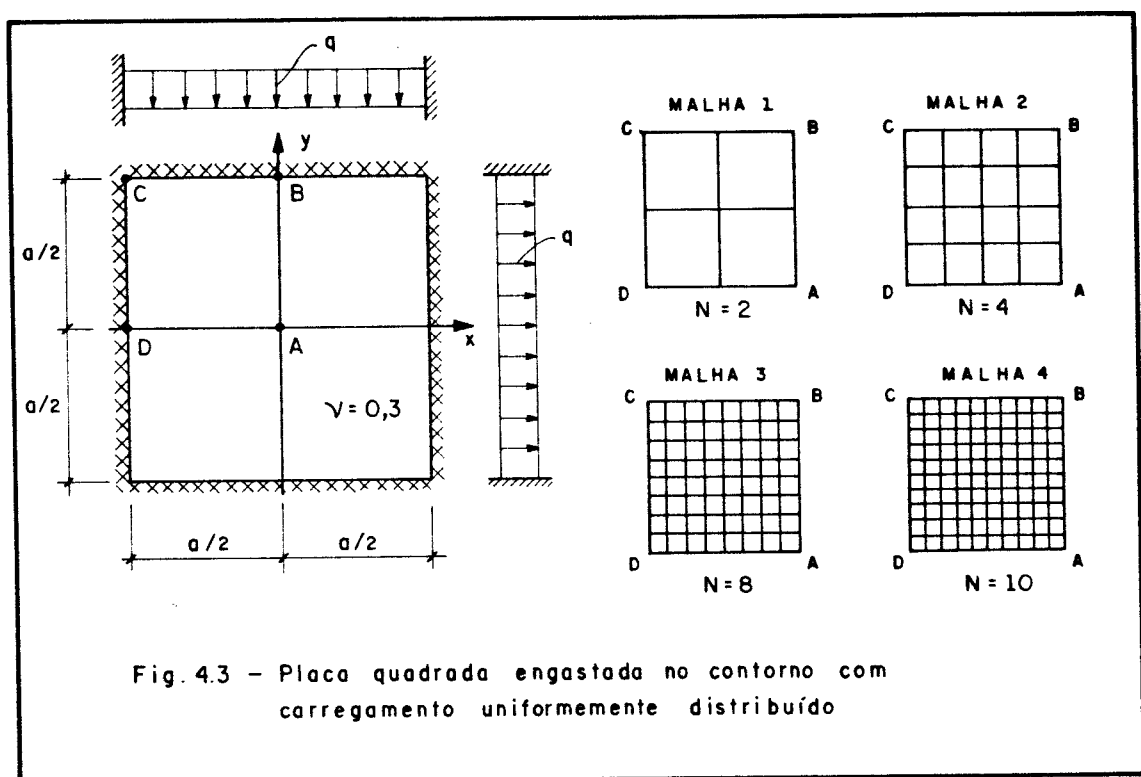 q
y
C
B
a/2
D
A
x
a/2
ν=0,3
a/2
a/2
q
MALHA 1
C
B
D
A
N=2
MALHA 2
C
B
D
A
N=4
MALHA 3
C
B
D
A
N=8
MALHA 4
C
B
D
A
N=10
Fig. 4.3 - Placa quadrada engastada no contorno com
carregamento uniformemente distribuído